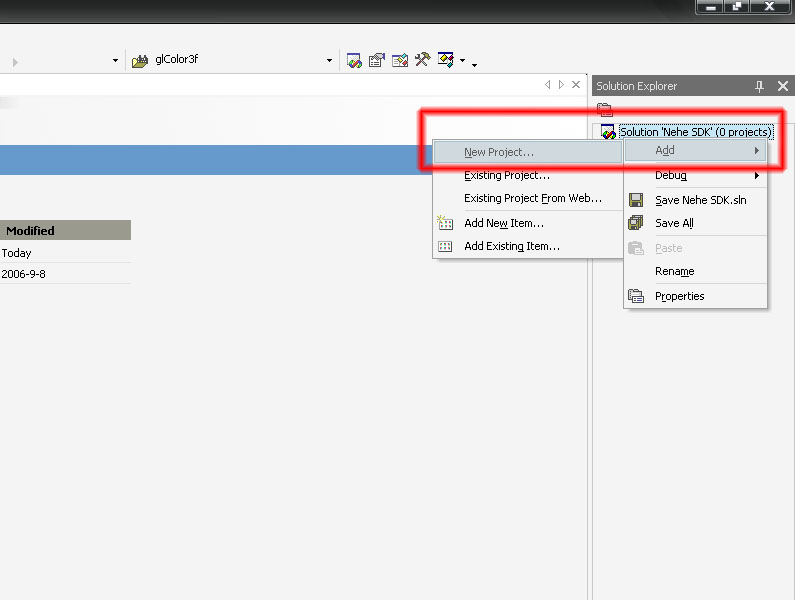 glColor3f
Solution Explorer
Solution 'Nehe SDK' (0 projects)
New Project...
Existing Project...
Existing Project From Web...
Add New Item...
Add Existing Item...
Add
Debug
Save Nehe SDK.sln
Save All
Paste
Rename
Properties
Modified
Today
2006-9-8